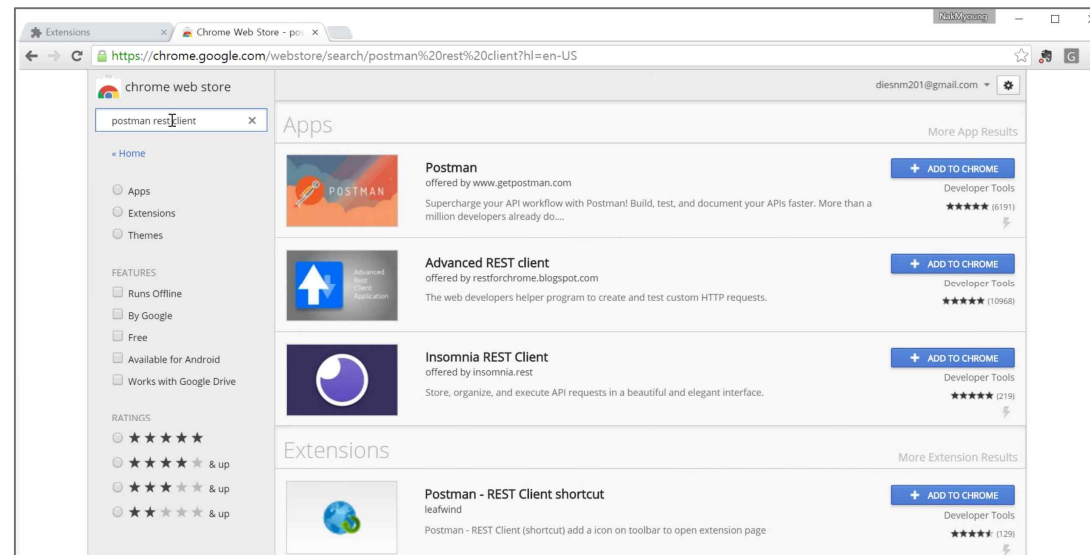 NakMyoung
Extensions
Chrome Web Store - pos
https://chrome.google.com/webstore/search/postman%20rest%20client?hl=en-US
G
chrome web store
diesnm201@gmail.com
postman rest client
« Home
Apps
Extensions
Themes
FEATURES
Runs Offline
By Google
Free
Available for Android
Works with Google Drive
RATINGS
& up
& up
& up
Apps
More App Results
POSTMAN
Postman
offered by www.getpostman.com
Supercharge your API workflow with Postman! Build, test, and document your APIs faster. More than a
million developers already do....
ADD TO CHROME
Developer Tools
(6191)
Advanced
Rest
Client
Application
Advanced REST client
offered by restforchrome.blogspot.com
The web developers helper program to create and test custom HTTP requests.
ADD TO CHROME
Developer Tools
(10968)
Insomnia REST Client
offered by insomnia.rest
Store, organize, and execute API requests in a beautiful and elegant interface.
ADD TO CHROME
Developer Tools
(219)
Extensions
More Extension Results
Postman - REST Client shortcut
leafwind
Postman - REST Client (shortcut) add a icon on toolbar to open extension page
ADD TO CHROME
Developer Tools
(129)